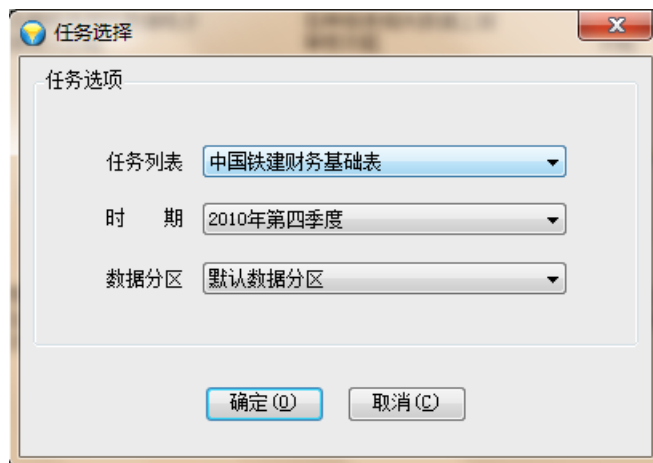 任务选择
任务选项
任务列表 中国铁建财务基础表
时 期 2010年第四季度
数据分区 默认数据分区
确定(O) 取消(C)